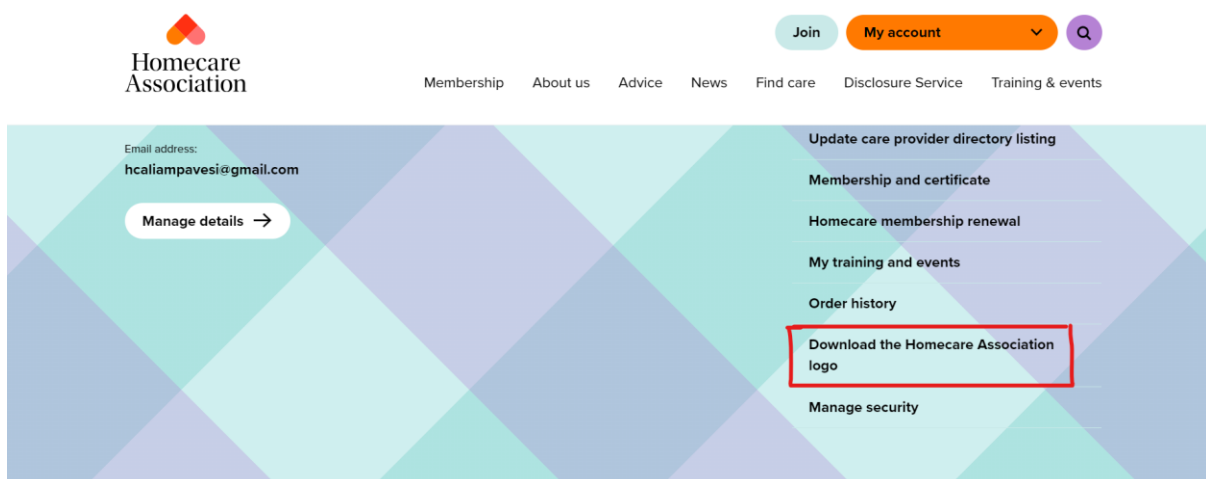 Homecare
Association
Join
My account
Membership
About us
Advice
News
Find care
Disclosure Service
Training & events
Email address:
hcaliampavesi@gmail.com
Manage details
Update care provider directory listing
Membership and certificate
Homecare membership renewal
My training and events
Order history
Download the Homecare Association
logo
Manage security